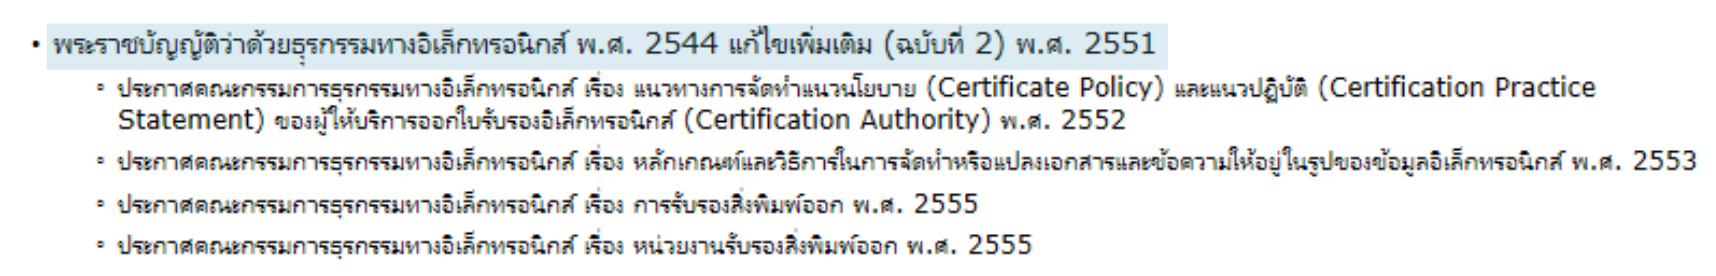 • พระราชบัญญัติว่าด้วยธุรกรรมทางอิเล็กทรอนิกส์ พ.ศ. 2544 แก้ไขเพิ่มเติม (ฉบับที่ 2) พ.ศ. 2551
◦ ประกาศคณะกรรมการธุรกรรมทางอิเล็กทรอนิกส์ เรื่อง แนวทางการจัดทำแนวนโยบาย (Certificate Policy) และแนวปฏิบัติ (Certification Practice
Statement) ของผู้ให้บริการออกใบรับรองอิเล็กทรอนิกส์ (Certification Authority) พ.ศ. 2552
◦ ประกาศคณะกรรมการธุรกรรมทางอิเล็กทรอนิกส์ เรื่อง หลักเกณฑ์และวิธีการในการจัดทำหรือแปลงเอกสารและข้อความให้อยู่ในรูปของข้อมูลอิเล็กทรอนิกส์ พ.ศ. 2553
◦ ประกาศคณะกรรมการธุรกรรมทางอิเล็กทรอนิกส์ เรื่อง การรับรองสิ่งพิมพ์ออก พ.ศ. 2555
◦ ประกาศคณะกรรมการธุรกรรมทางอิเล็กทรอนิกส์ เรื่อง หน่วยงานรับรองสิ่งพิมพ์ออก พ.ศ. 2555